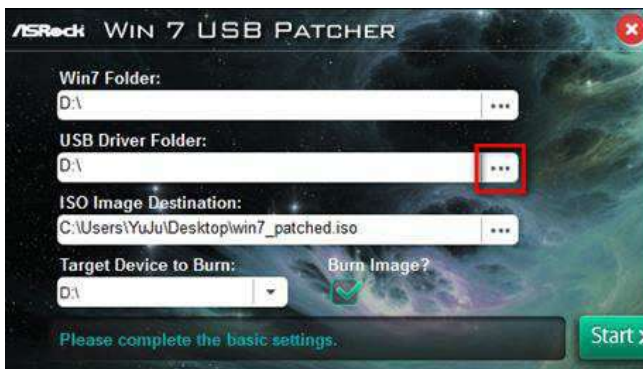 ASRock WIN 7 USB PATCHER
Win7 Folder:
D:\
USB Driver Folder:
D:\
ISO Image Destination:
C:\Users\YuJu\Desktop\win7_patched.iso
Target Device to Burn: Burn Image?
D:\
Please complete the basic settings.
Start